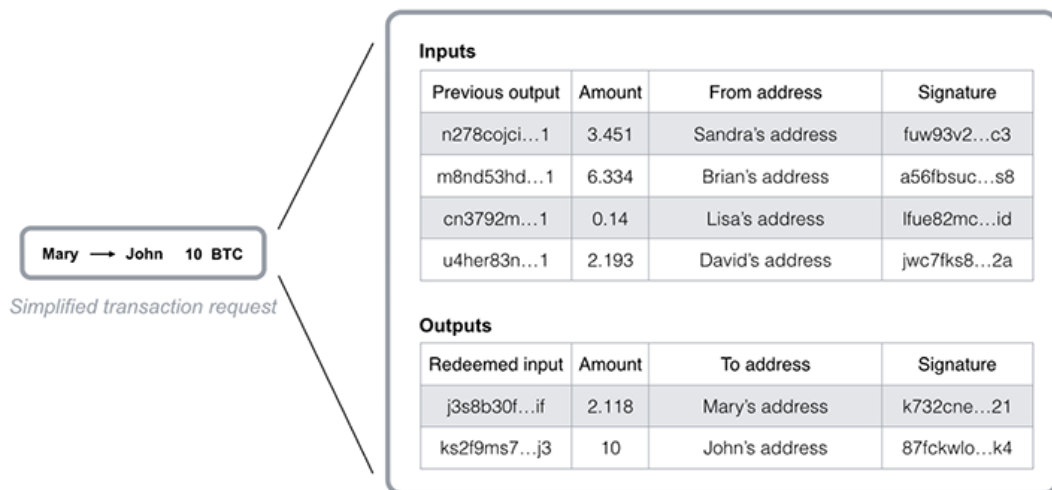 Inputs
Previous output Amount From address Signature
n278cojci...1 3.451 Sandra's address fuw93v2...c3
m8nd53hd...1 6.334 Brian's address a56fbsuc...s8
cn3792m...1 0.14 Lisa's address lfue82mc...id
u4her83n...1 2.193 David's address jwc7fks8...2a
Mary → John 10 BTC
Simplified transaction request
Outputs
Redeemed input Amount To address Signature
j3s8b30f...if 2.118 Mary's address k732cne...21
ks2f9ms7...j3 10 John's address 87fckwlo...k4